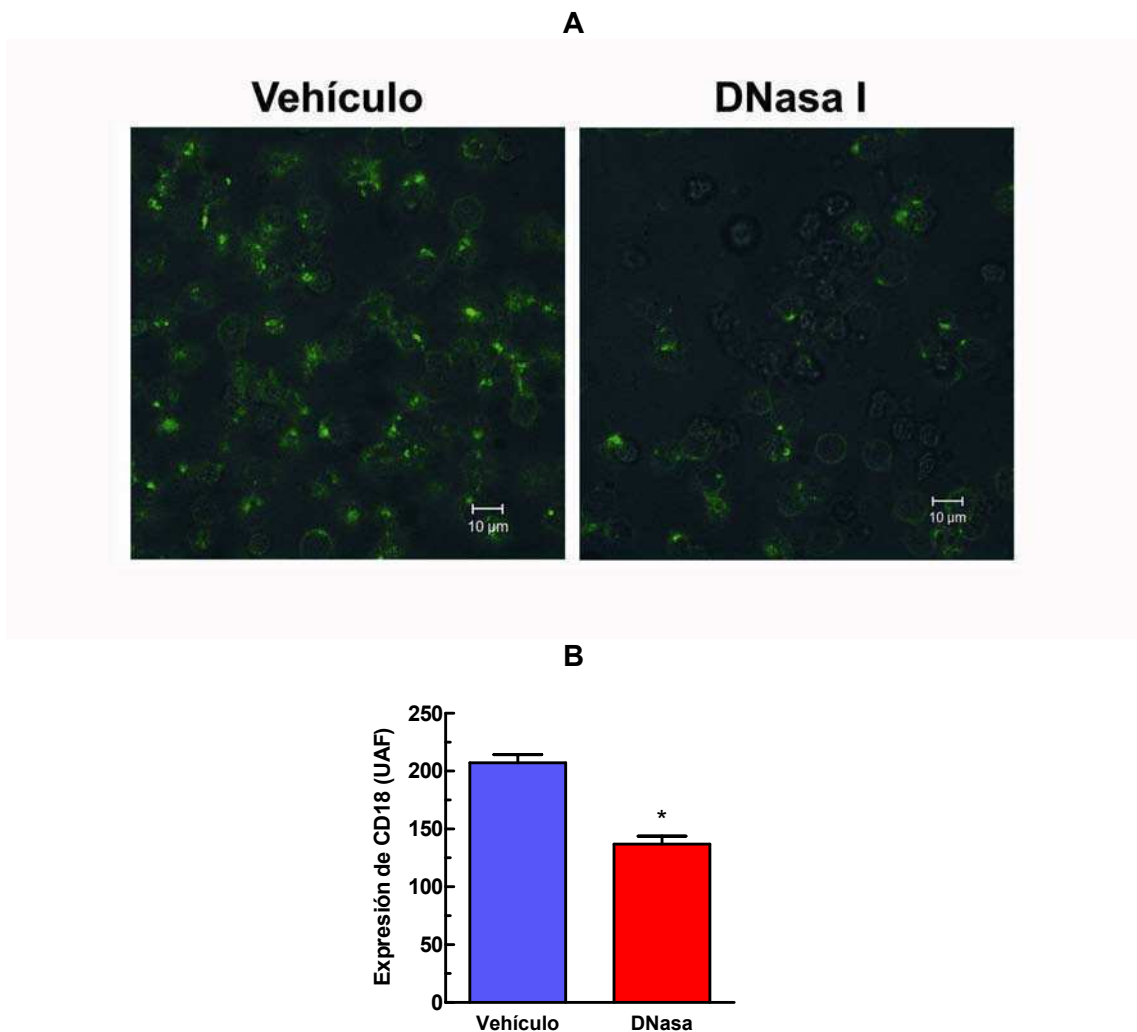 A
Vehículo DNasa I
10 µm 10 µm
B
Expresión de CD18 (UAF)
250
200
150
100
50
0
*
Vehículo DNasa